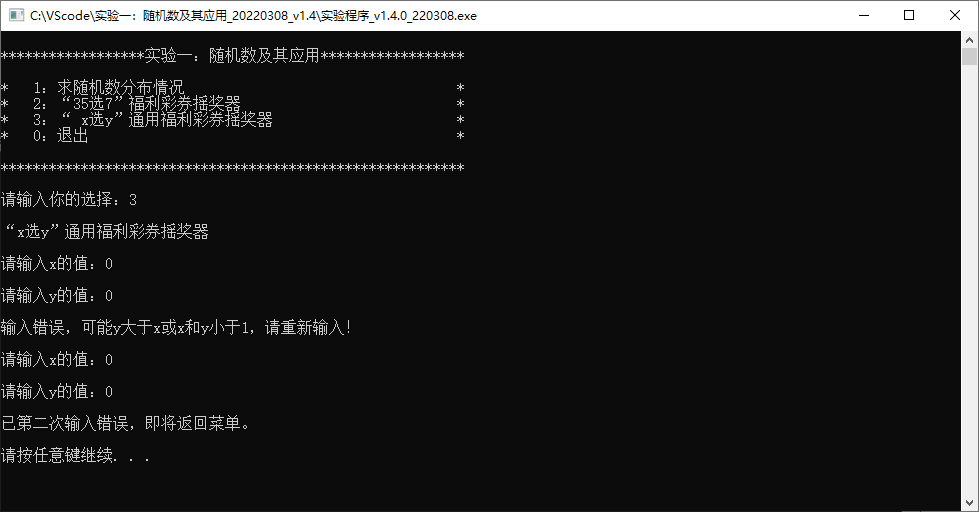 C:\VScode\实验一：随机数及其应用_20220308_v1.4\实验程序_v1.4.0_220308.exe
******************实验一：随机数及其应用******************
*   1：求随机数分布情况                                  *
*   2：“35选7”福利彩券摇奖器                           *
*   3：“ x选y”通用福利彩券摇奖器                       *
*   0：退出                                              *
**********************************************************
请输入你的选择：3
“x选y”通用福利彩券摇奖器
请输入x的值：0
请输入y的值：0
输入错误，可能y大于x或x和y小于1，请重新输入！
请输入x的值：0
请输入y的值：0
已第二次输入错误，即将返回菜单。
请按任意键继续. . .